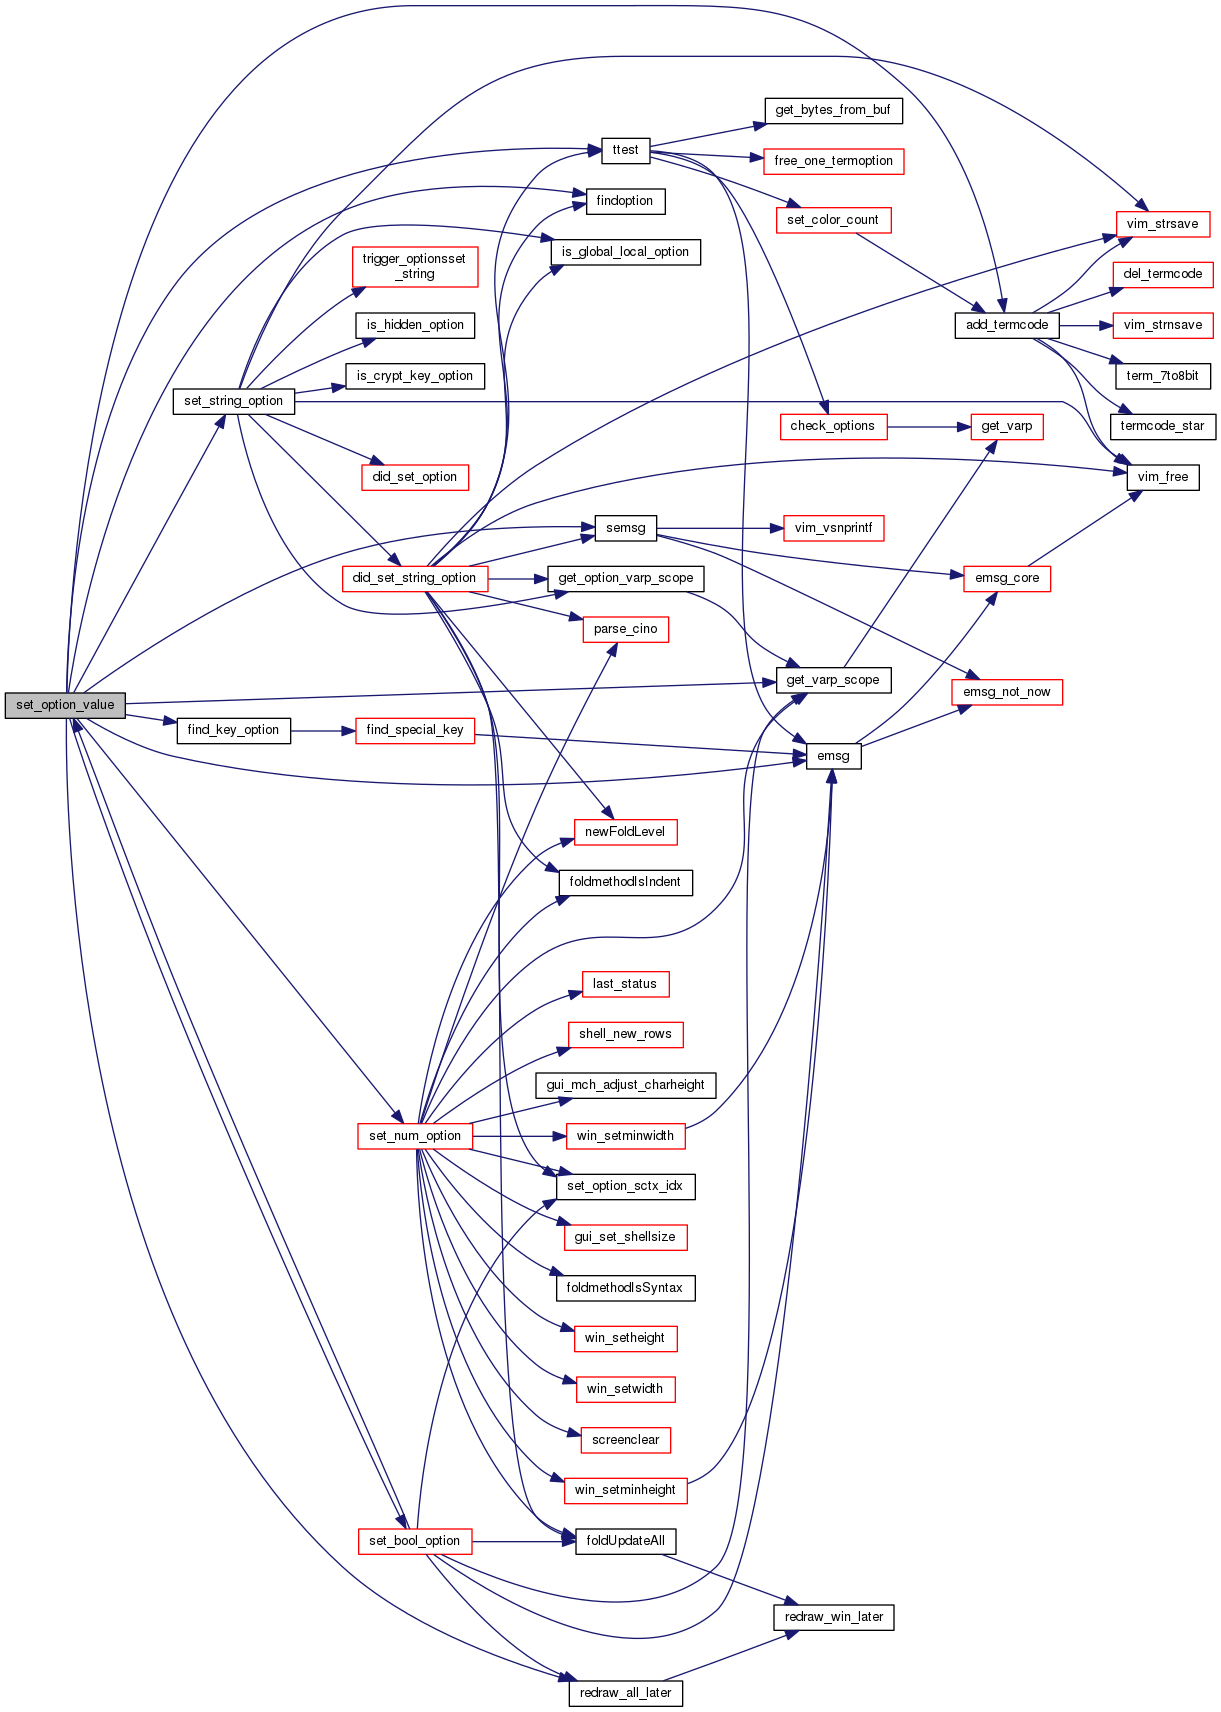 get_bytes_from_buf
ttest
free_one_termoption
findoption
set_color_count
vim_strsave
is_global_local_option
trigger_optionsset
_string
del_termcode
is_hidden_option
add_termcode
vim_strnsave
is_crypt_key_option
term_7to8bit
set_string_option
check_options
get_varp
termcode_star
did_set_option
vim_free
semsg
vim_vsnprintf
did_set_string_option
get_option_varp_scope
emsg_core
parse_cino
get_varp_scope
emsg_not_now
set_option_value
find_key_option
find_special_key
emsg
newFoldLevel
foldmethodIsIndent
last_status
shell_new_rows
gui_mch_adjust_charheight
set_num_option
win_setminwidth
set_option_sctx_idx
gui_set_shellsize
foldmethodIsSyntax
win_setheight
win_setwidth
screenclear
win_setminheight
set_bool_option
foldUpdateAll
redraw_win_later
redraw_all_later